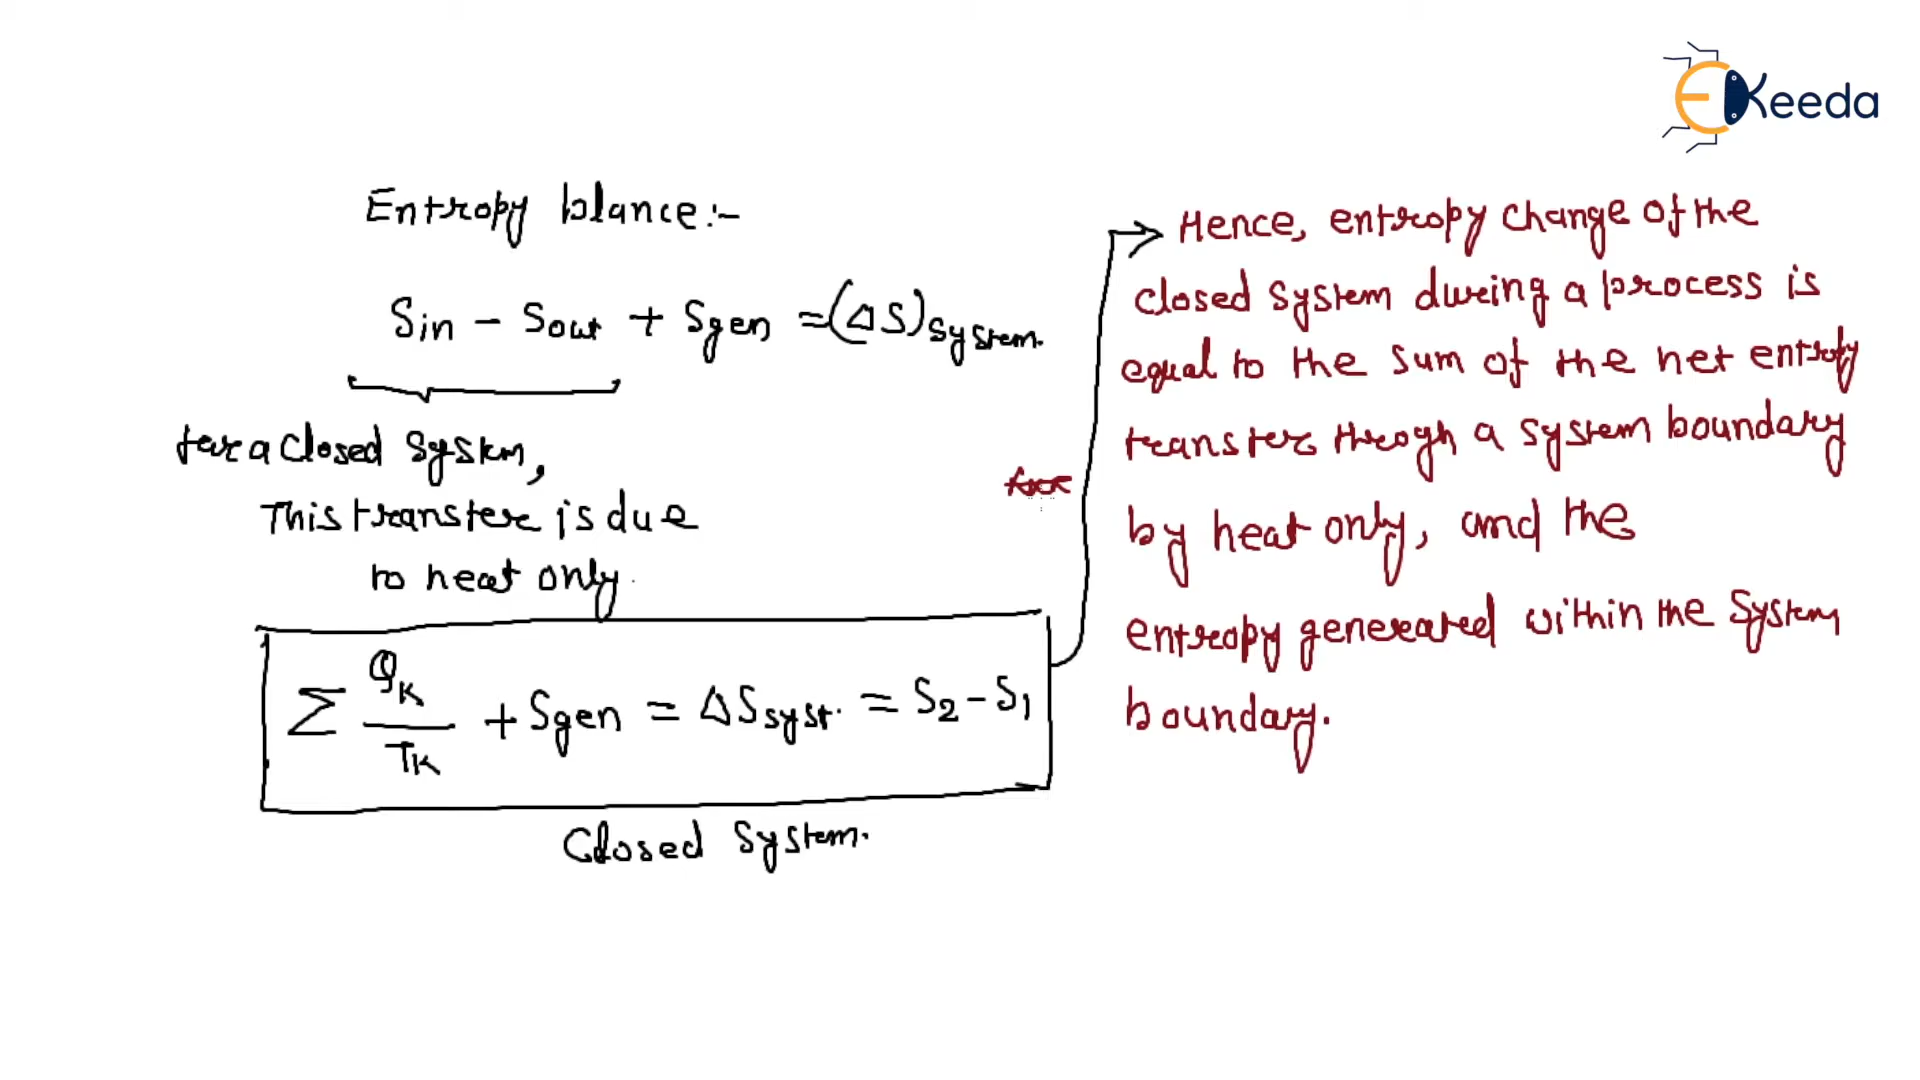 EKeeda
Entropy blance:-
Sin - Sout + Sgen = (ΔS)system.
for a closed system,
This transfer is due
to heat only.
Σ QK/TK + Sgen = ΔSsyst. = S2 - S1
Closed system.
Hence, entropy change of the
closed system during a process is
equal to the sum of the net entropy
transfer throgh a system boundary
by heat only, and the
entropy generated within the system
boundary.